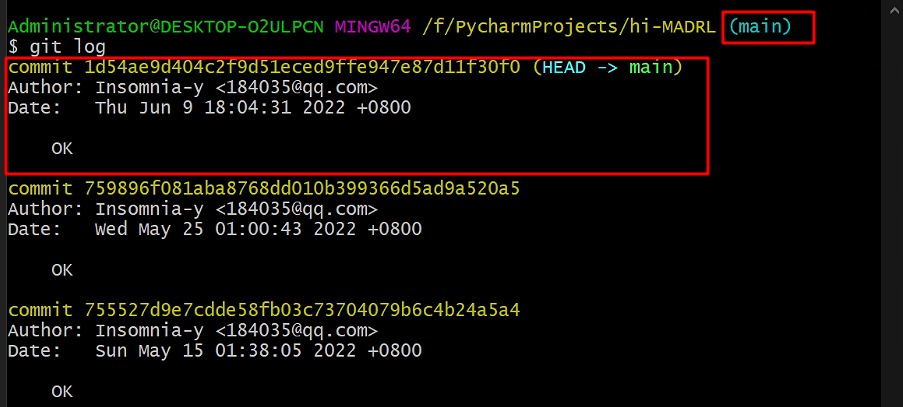 Administrator@DESKTOP-O2ULPCN MINGW64 /f/PycharmProjects/hi-MADRL (main)
$ git log
commit 1d54ae9d404c2f9d51eced9ffe947e87d11f30f0 (HEAD -> main)
Author: Insomnia-y <184035@qq.com>
Date:   Thu Jun 9 18:04:31 2022 +0800
    OK
commit 759896f081aba8768dd010b399366d5ad9a520a5
Author: Insomnia-y <184035@qq.com>
Date:   Wed May 25 01:00:43 2022 +0800
    OK
commit 755527d9e7cdde58fb03c73704079b6c4b24a5a4
Author: Insomnia-y <184035@qq.com>
Date:   Sun May 15 01:38:05 2022 +0800
    OK